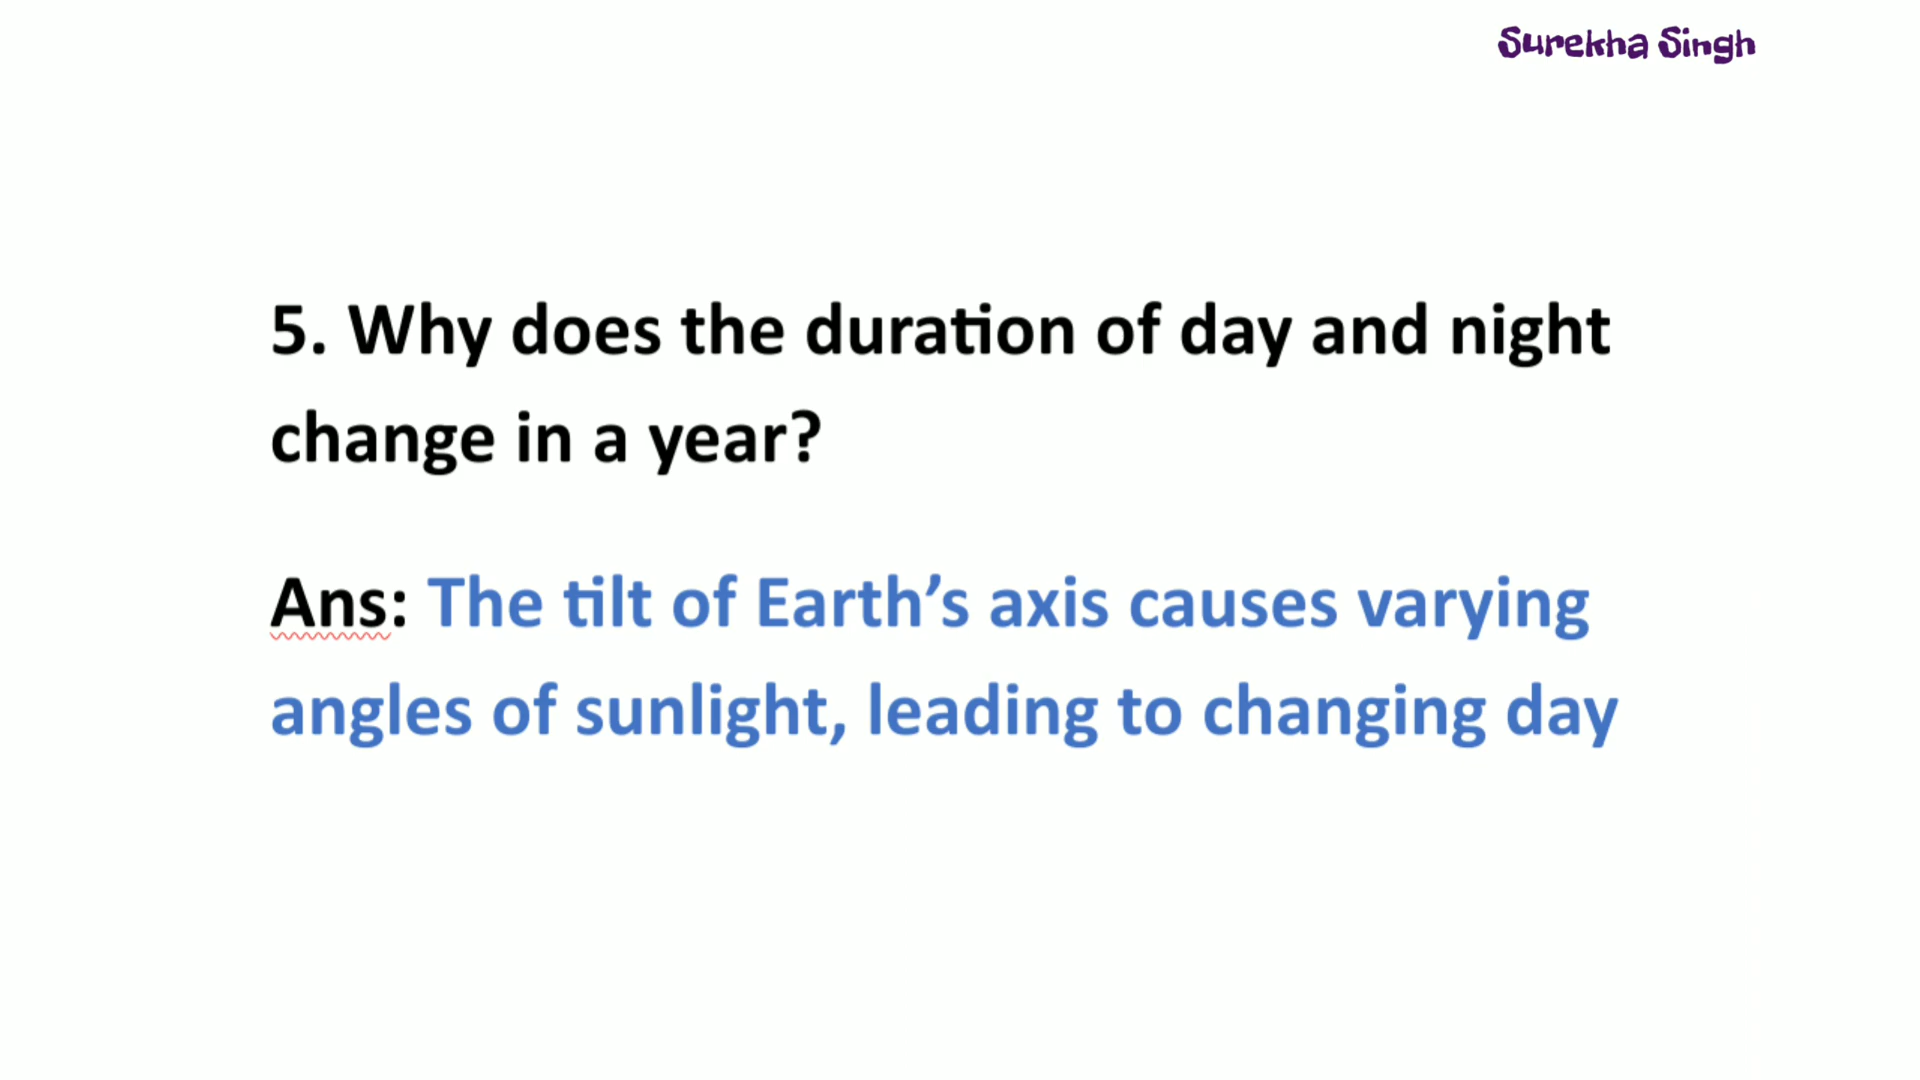 Surekha Singh
5. Why does the duration of day and night
change in a year?
Ans: The tilt of Earth’s axis causes varying
angles of sunlight, leading to changing day